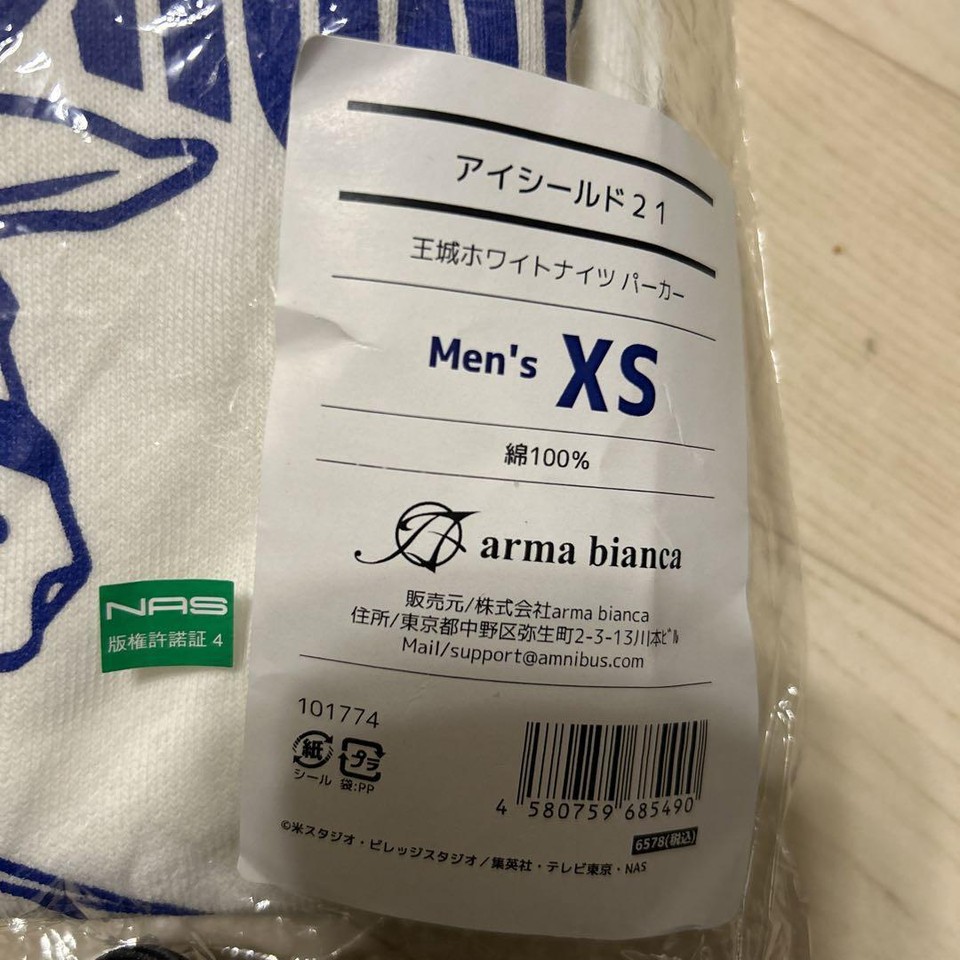 アイシールド21
王城ホワイトナイツ パーカー
Men's XS
綿100%
arma bianca
販売元/株式会社arma bianca
住所/東京都中野区弥生町2-3-13川本ビル
Mail/support@amnibus.com
101774
紙 プラ
シール 袋:PP
4 580759 685490
6578(税込)
©米スタジオ・ビレッジスタジオ/集英社・テレビ東京・NAS
NAS
版権許諾証 4